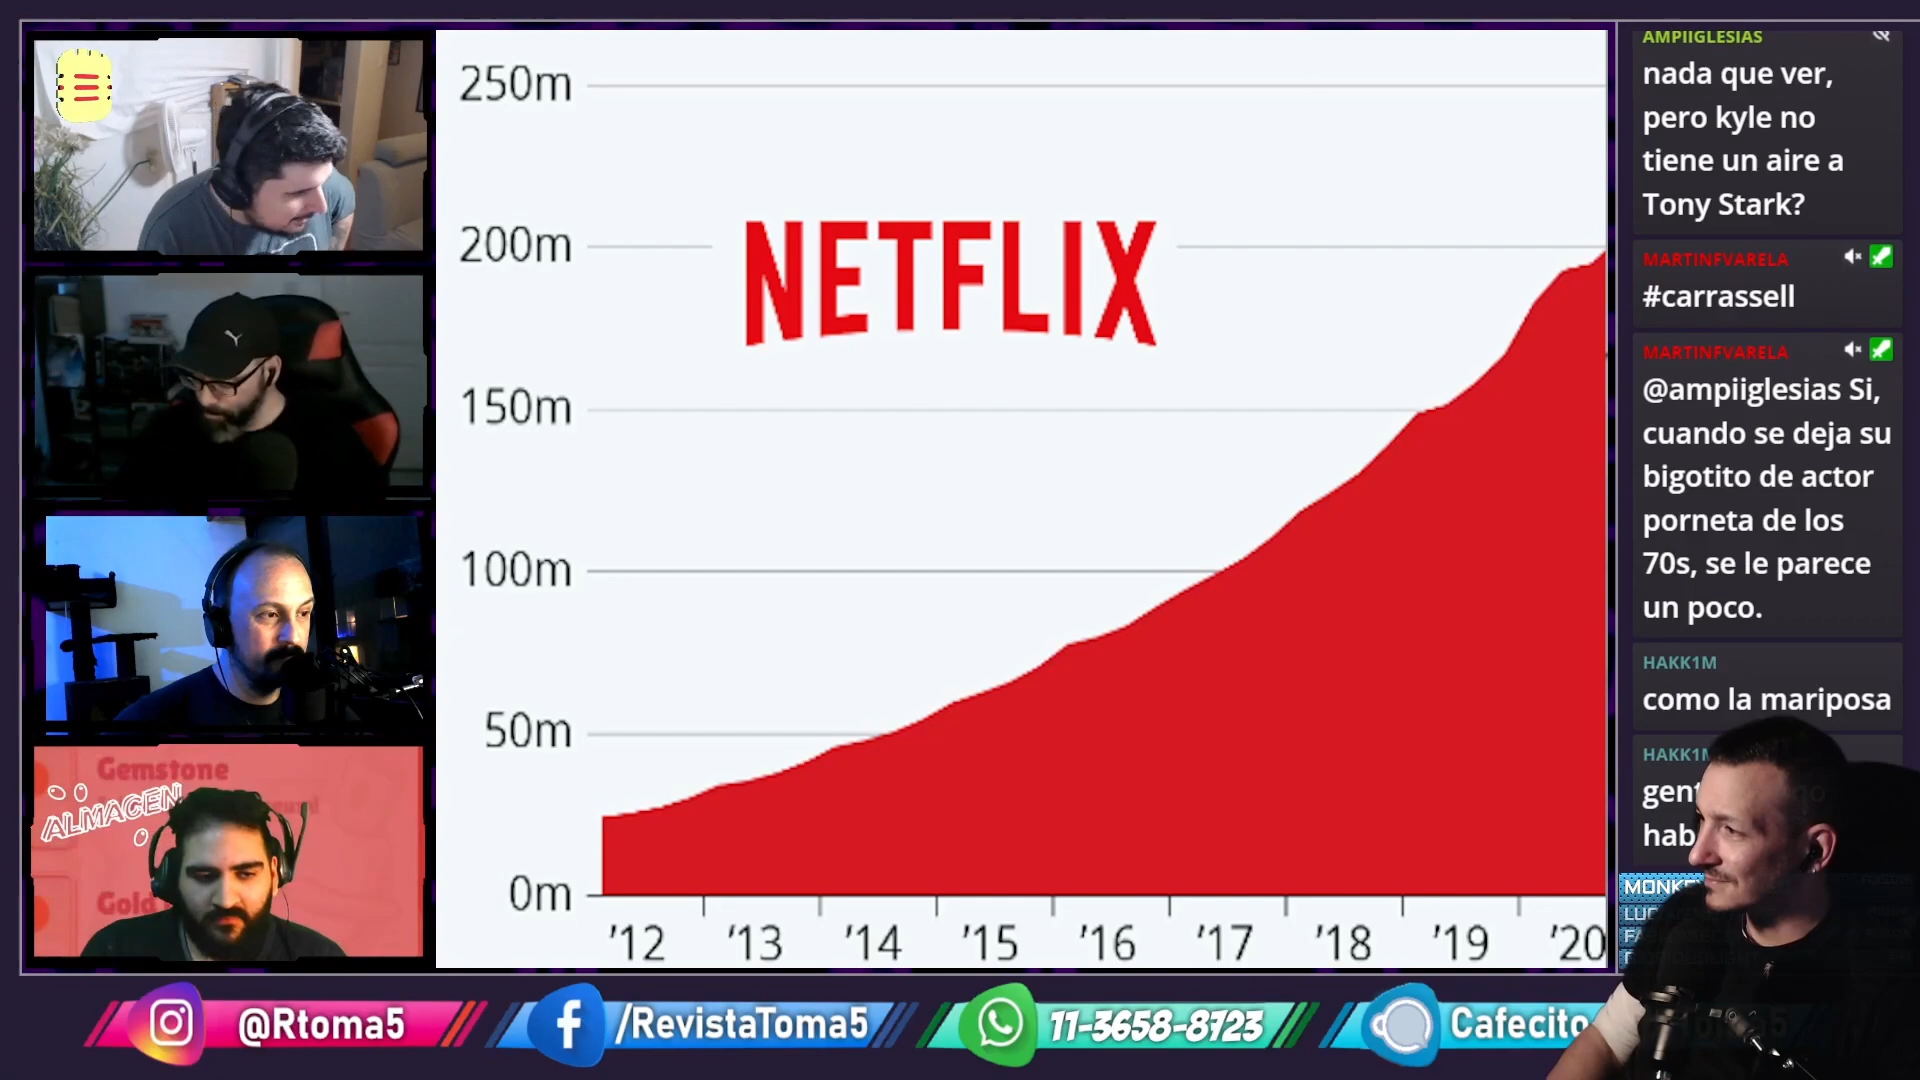 250m
200m
150m
100m
50m
0m
NETFLIX
'12 '13 '14 '15 '16 '17 '18 '19 '20
Gemstone
ALMACEN
Gold
AMPIIGLESIAS
nada que ver,
pero kyle no
tiene un aire a
Tony Stark?
MARTINFVARELA
#carrassell
MARTINFVARELA
@ampiiglesias Si,
cuando se deja su
bigotito de actor
porneta de los
70s, se le parece
un poco.
HAKK1M
como la mariposa
HAKK1M
@Rtoma5
/RevistaToma5
11-3658-8723
Cafecito